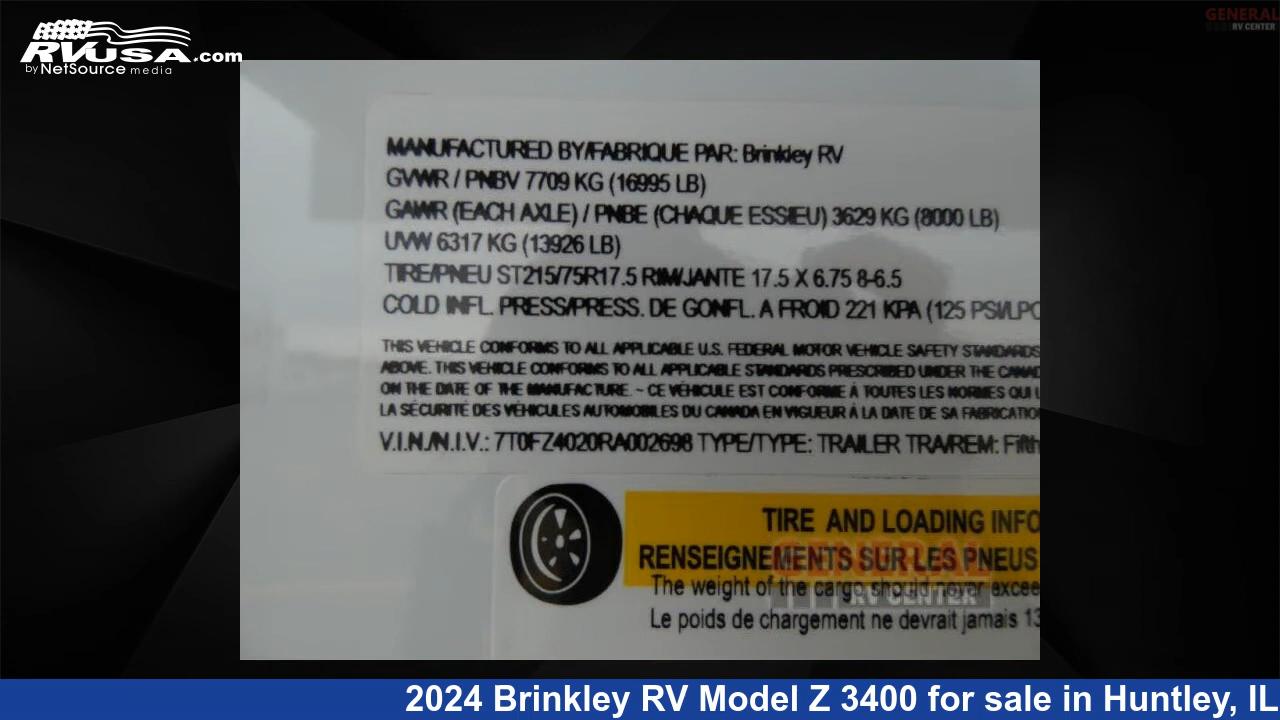 GENERAL
RV CENTER
RVUSA.com
by NetSource media
MANUFACTURED BY/FABRIQUE PAR: Brinkley RV
GVWR / PNBV 7709 KG (16995 LB)
GAWR (EACH AXLE) / PNBE (CHAQUE ESSIEU) 3629 KG (8000 LB)
UVW 6317 KG (13926 LB)
TIRE/PNEU ST215/75R17.5 RIM/JANTE 17.5 X 6.75 8-6.5
COLD INFL. PRESS/PRESS. DE GONFL. A FROID 221 KPA (125 PSI/LPC
THIS VEHICLE CONFORMS TO ALL APPLICABLE U.S. FEDERAL MOTOR VEHICLE SAFETY STANDARDS
ABOVE. THIS VEHICLE CONFORMS TO ALL APPLICABLE STANDARDS PRESCRIBED UNDER THE CANAD
ON THE DATE OF THE MANUFACTURE. - CE VÉHICULE EST CONFORME À TOUTES LES NORMES QUI
LA SÉCURITÉ DES VÉHICULES AUTOMOBILES DU CANADA EN VIGUEUR À LA DATE DE SA FABRICATIO
V.I.N./N.I.V.: 7T0FZ4020RA002698 TYPE/TYPE: TRAILER TRA/REM: Fifth
TIRE AND LOADING INFO
RENSEIGNEMENTS SUR LES PNEUS
The weight of the cargo should never excee
Le poids de chargement ne devrait jamais 13
GENERAL
RV CENTER
2024 Brinkley RV Model Z 3400 for sale in Huntley, IL